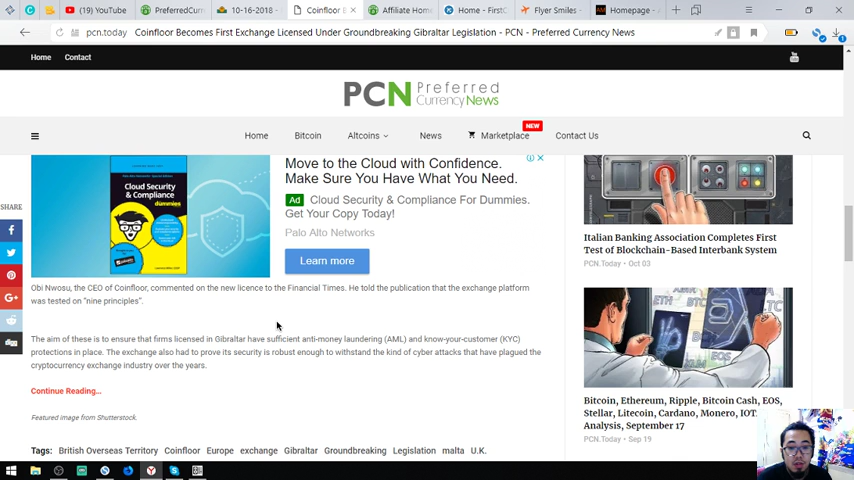 (19) YouTube
PreferredCurr
10-16-2018 -
Coinfloor B
Affiliate Home
Home - FirstC
Flyer Smiles -
Homepage -
pcn.today
Coinfloor Becomes First Exchange Licensed Under Groundbreaking Gibraltar Legislation - PCN - Preferred Currency News
Home
Contact
PCN Preferred
Currency News
Home
Bitcoin
Altcoins
News
Marketplace
NEW
Contact Us
SHARE
Move to the Cloud with Confidence.
Make Sure You Have What You Need.
Ad Cloud Security & Compliance For Dummies.
Get Your Copy Today!
Palo Alto Networks
Learn more
Cloud Security
& Compliance
dummies
Obi Nwosu, the CEO of Coinfloor, commented on the new licence to the Financial Times. He told the publication that the exchange platform
was tested on “nine principles”.
The aim of these is to ensure that firms licensed in Gibraltar have sufficient anti-money laundering (AML) and know-your-customer (KYC)
protections in place. The exchange also had to prove its security is robust enough to withstand the kind of cyber attacks that have plagued the
cryptocurrency exchange industry over the years.
Continue Reading...
Featured image from Shutterstock.
Tags: British Overseas Territory Coinfloor Europe exchange Gibraltar Groundbreaking Legislation malta U.K.
Italian Banking Association Completes First
Test of Blockchain-Based Interbank System
PCN.Today - Oct 03
BTC
ETH
Bitcoin, Ethereum, Ripple, Bitcoin Cash, EOS,
Stellar, Litecoin, Cardano, Monero, IOT
Analysis, September 17
PCN.Today - Sep 19
digg